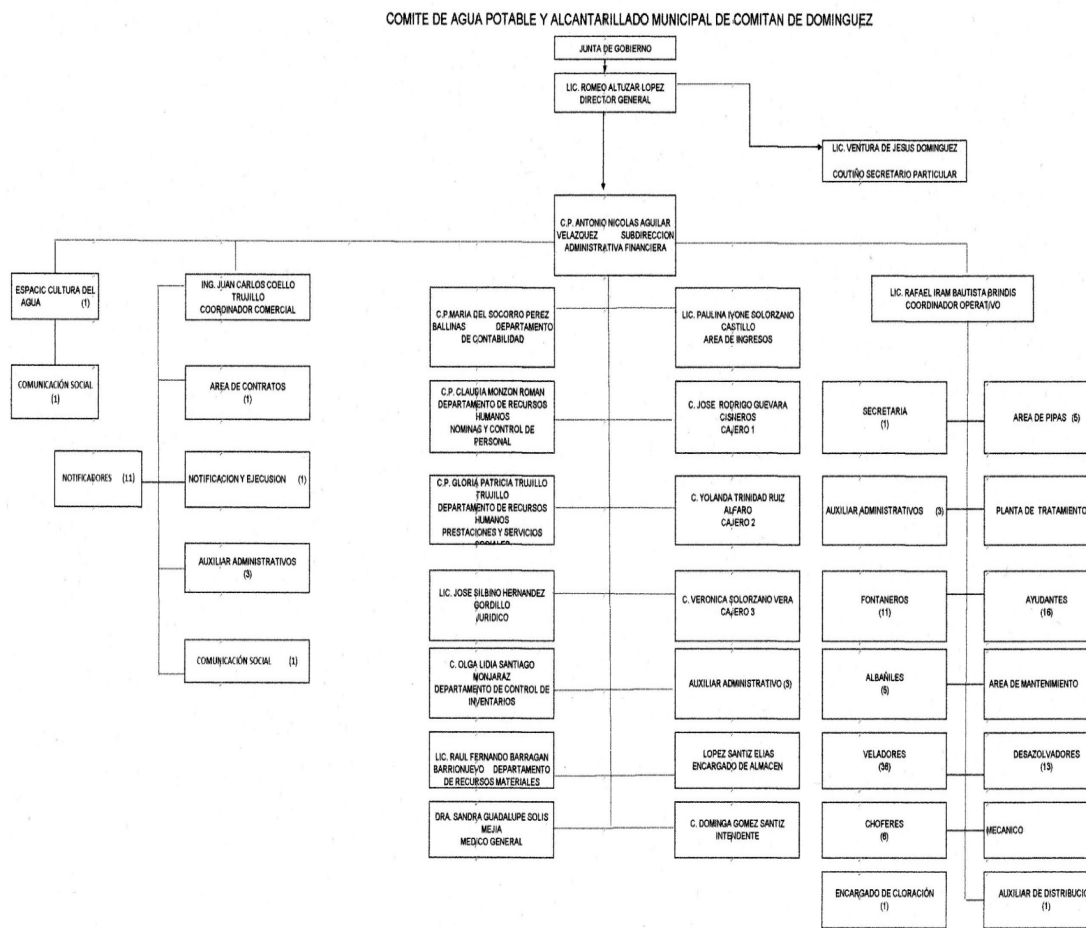 COMITE DE AGUA POTABLE Y ALCANTARILLADO MUNICIPAL DE COMITAN DE DOMINGUEZ
JUNTA DE GOBIERNO
LIC. ROMEO ALTUZAR LOPEZ
DIRECTOR GENERAL
LIC. VENTURA DE JESUS DOMINGUEZ
COUTIÑO SECRETARIO PARTICULAR
C.P. ANTONIO NICOLAS AGUILAR
VELAZQUEZ SUBDIRECCION
ADMINISTRATIVA FINANCIERA
ESPACIC CULTURA DEL
AGUA (1)
COMUNICACIÓN SOCIAL
(1)
ING. JUAN CARLOS COELLO
TRUJILLO
COORDINADOR COMERCIAL
AREA DE CONTRATOS
(1)
NOTIFICADORES (11)
NOTIFICACION Y EJECUSION (1)
AUXILIAR ADMINISTRATIVOS
(3)
COMUNICACIÓN SOCIAL (1)
C.P.MARIA DEL SOCORRO PEREZ
BALLINAS DEPARTAMENTO
DE CONTABILIDAD
LIC. PAULINA IVONE SOLORZANO
CASTILLO
AREA DE INGRESOS
C.P. CLAUDIA MONZON ROMAN
DEPARTAMENTO DE RECURSOS
HUMANOS
NOMINAS Y CONTROL DE
PERSONAL
C. JOSE RODRIGO GUEVARA
CISNEROS
CAJERO 1
C.P. GLORIA PATRICIA TRUJILLO
TRUJILLO
DEPARTAMENTO DE RECURSOS
HUMANOS
PRESTACIONES Y SERVICIOS
SOCIALES
C. YOLANDA TRINIDAD RUIZ
ALFARO
CAJERO 2
LIC. JOSE SILBINO HERNANDEZ
GORDILLO
JURIDICO
C. VERONICA SOLORZANO VERA
CAJERO 3
C. OLGA LIDIA SANTIAGO
MONJARAZ
DEPARTAMENTO DE CONTROL DE
INVENTARIOS
AUXILIAR ADMINISTRATIVO (3)
LIC. RAUL FERNANDO BARRAGAN
BARRIONUEVO DEPARTAMENTO
DE RECURSOS MATERIALES
LOPEZ SANTIZ ELIAS
ENCARGADO DE ALMACEN
DRA. SANDRA GUADALUPE SOLIS
MEJIA
MEDICO GENERAL
C. DOMINGA GOMEZ SANTIZ
INTENDENTE
LIC. RAFAEL IRAM BAUTISTA BRINDIS
COORDINADOR OPERATIVO
SECRETARIA
(1)
AREA DE PIPAS (5)
AUXILIAR ADMINISTRATIVOS (3)
PLANTA DE TRATAMIENTO
FONTANEROS
(11)
AYUDANTES
(16)
ALBAÑILES
(5)
AREA DE MANTENIMIENTO
VELADORES
(36)
DESAZOLVADORES
(13)
CHOFERES
(6)
MECANICO
ENCARGADO DE CLORACIÓN
(1)
AUXILIAR DE DISTRIBUCIO
(1)